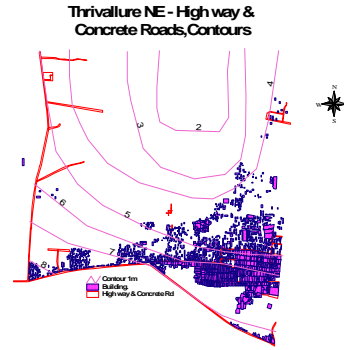 Thrivallure NE - High way &
Concrete Roads,Contours
4
N
W E
S
3
2
6
5
7
8
Contour 1m
Building.
High way & Concrete Rd